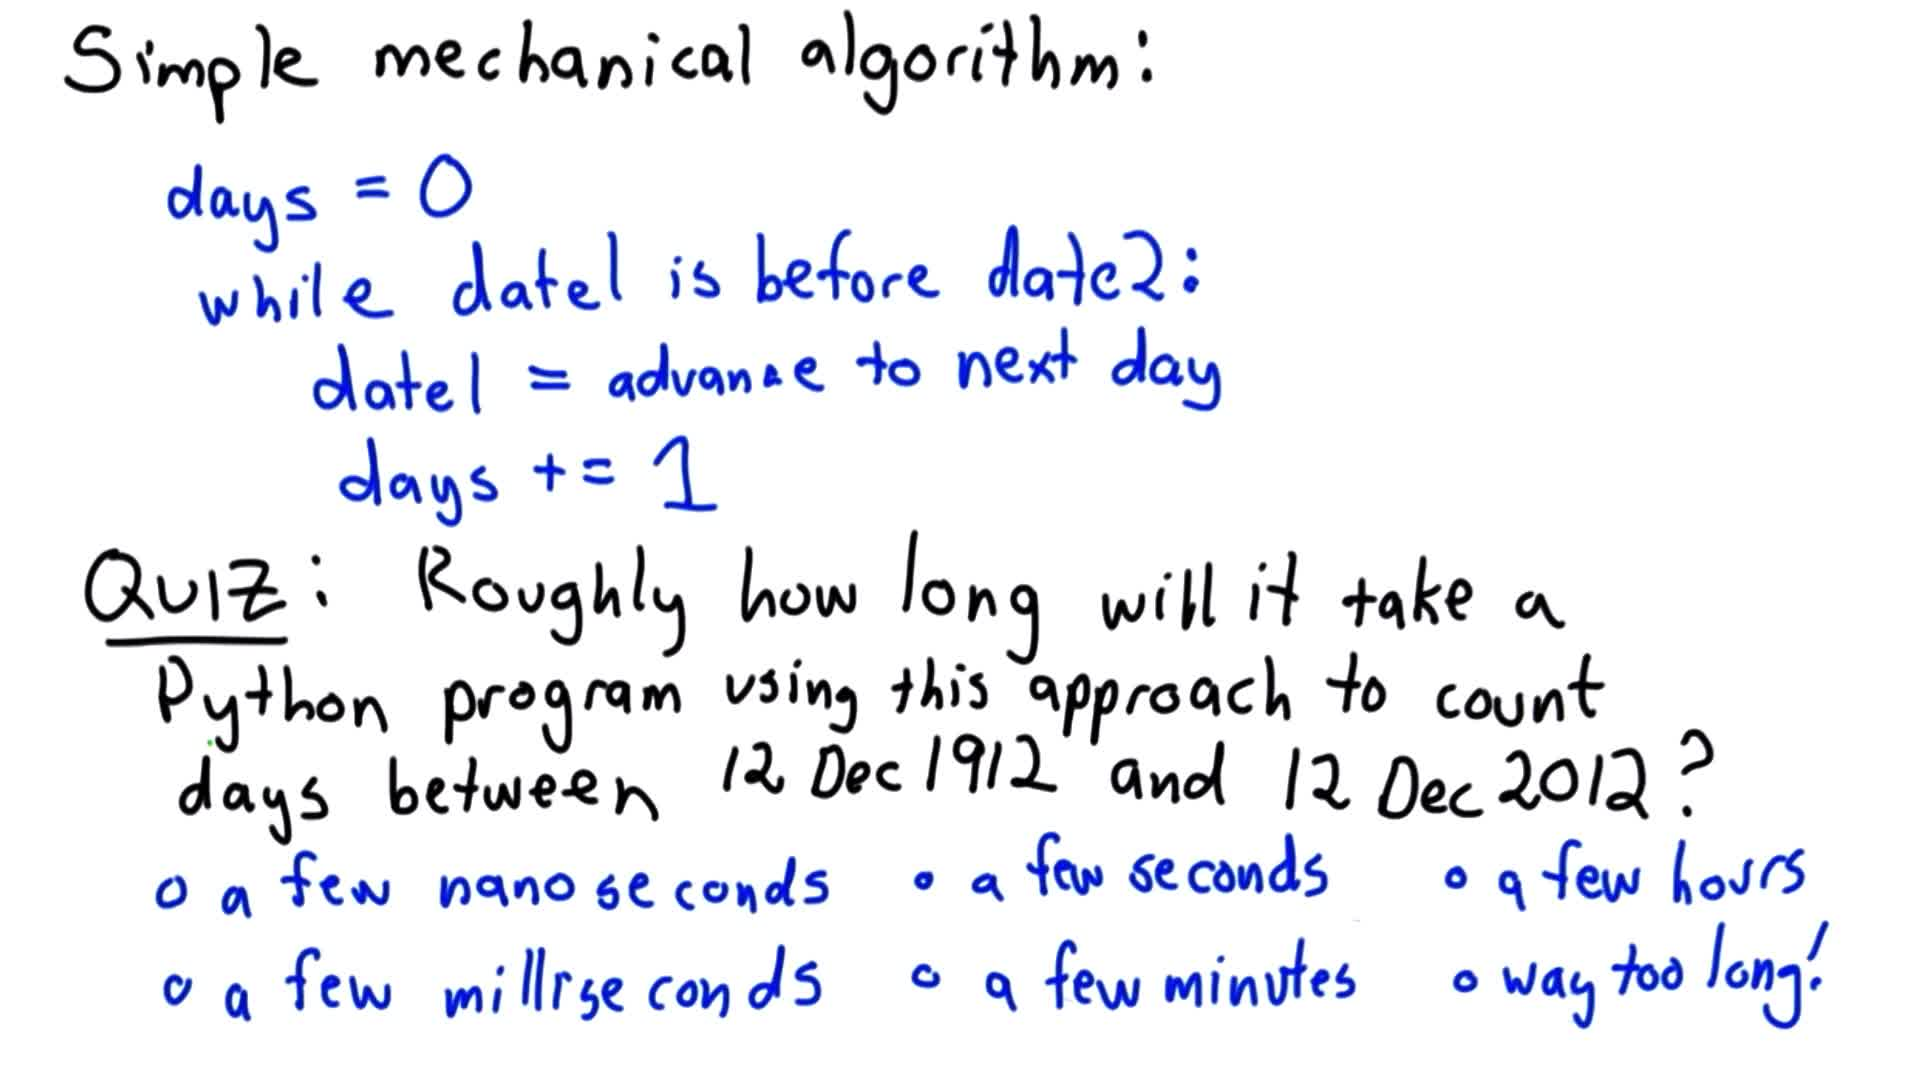 Simple mechanical algorithm:
days = 0
while date1 is before date2:
date1 = advance to next day
days += 1
QUIZ: Roughly how long will it take a
Python program using this approach to count
days between 12 Dec 1912 and 12 Dec 2012?
o a few nanoseconds o a few seconds o a few hours
o a few milliseconds o a few minutes o way too long!